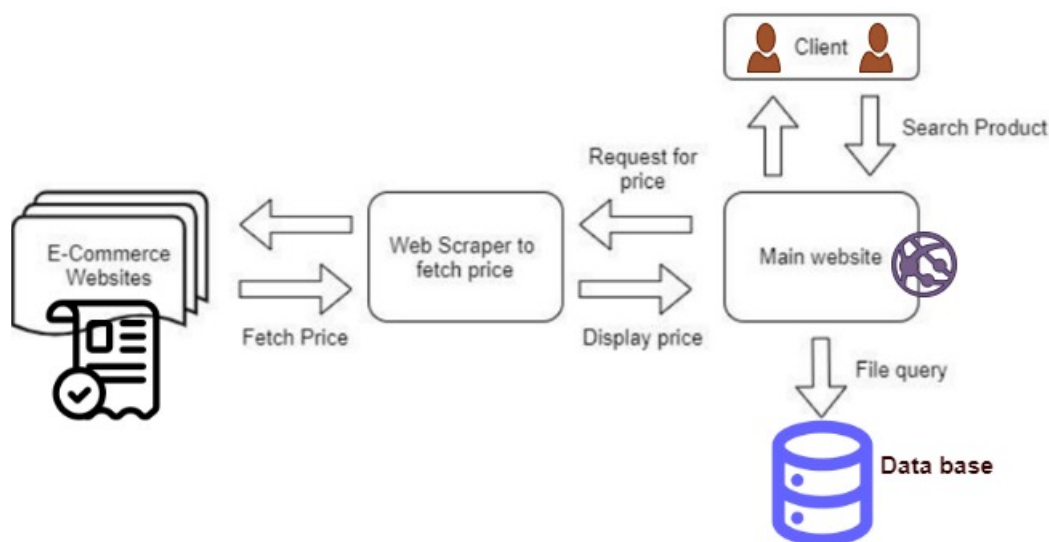 Client
Search Product
Request for
price
E-Commerce
Websites
Web Scraper to
fetch price
Main website
Fetch Price
Display price
File query
Data base